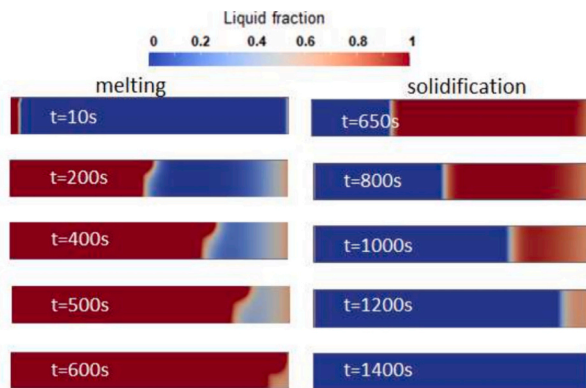 Liquid fraction
0 0.2 0.4 0.6 0.8 1
melting
solidification
t=10s
t=650s
t=200s
t=800s
t=400s
t=1000s
t=500s
t=1200s
t=600s
t=1400s